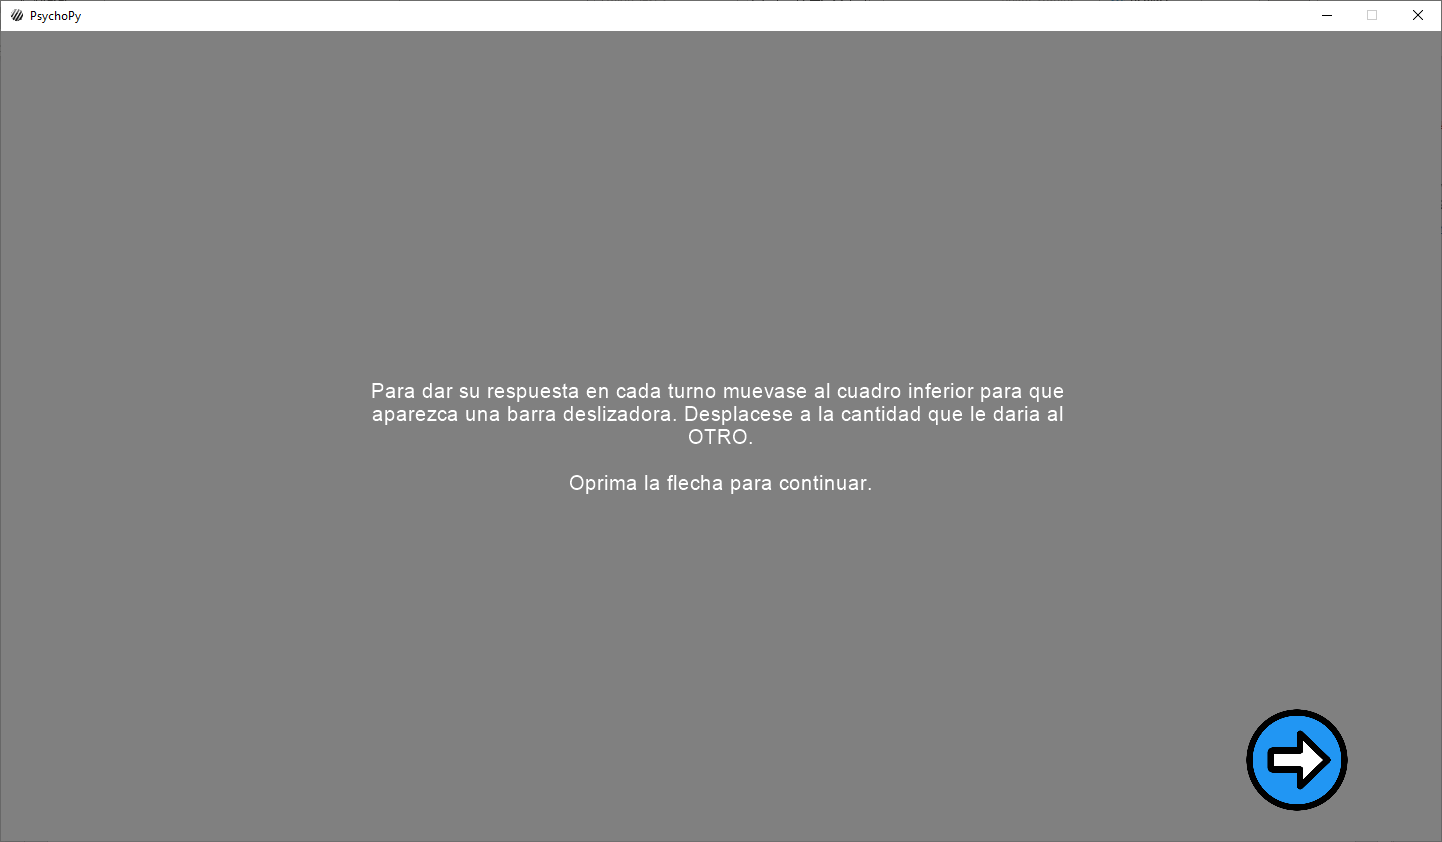 PsychoPy
Para dar su respuesta en cada turno muevase al cuadro inferior para que
aparezca una barra deslizadora. Desplacese a la cantidad que le daria al
OTRO.
Oprima la flecha para continuar.